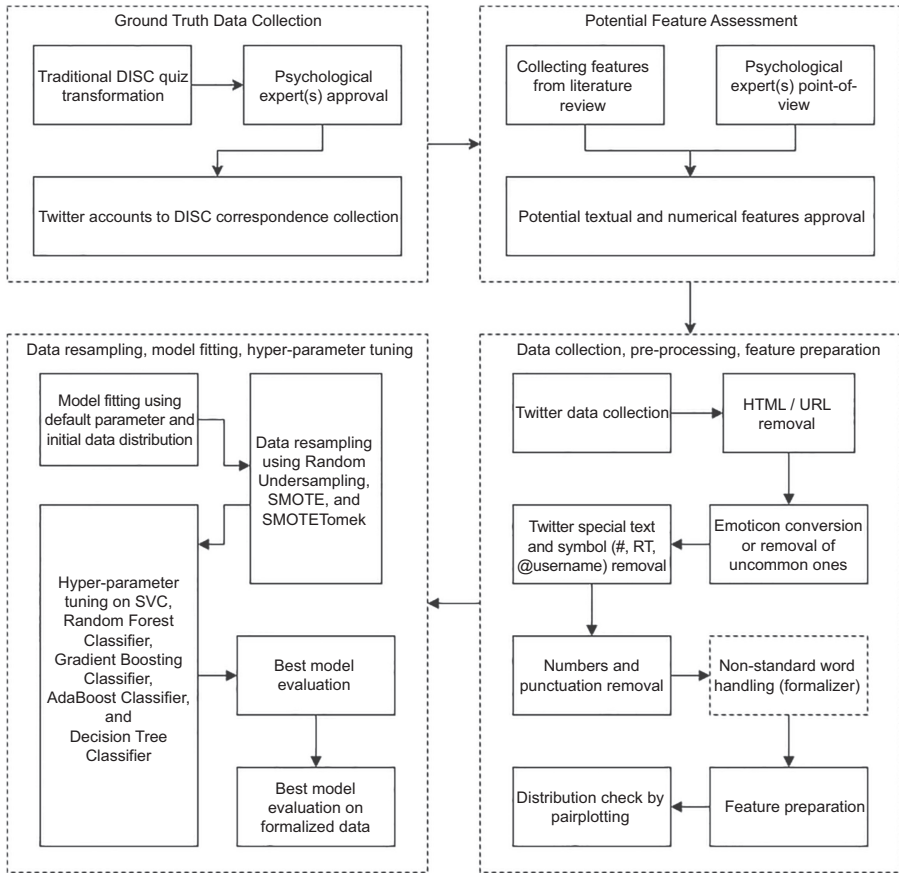 Ground Truth Data Collection
Traditional DISC quiz
transformation
Psychological
expert(s) approval
Twitter accounts to DISC correspondence collection
Potential Feature Assessment
Collecting features
from literature
review
Psychological
expert(s) point-of-
view
Potential textual and numerical features approval
Data resampling, model fitting, hyper-parameter tuning
Model fitting using
default parameter and
initial data distribution
Data resampling
using Random
Undersampling,
SMOTE, and
SMOTETomek
Hyper-parameter
tuning on SVC,
Random Forest
Classifier,
Gradient Boosting
Classifier,
AdaBoost Classifier,
and
Decision Tree
Classifier
Best model
evaluation
Best model
evaluation on
formalized data
Data collection, pre-processing, feature preparation
Twitter data collection
HTML / URL
removal
Twitter special text
and symbol (#, RT,
@username) removal
Emoticon conversion
or removal of
uncommon ones
Numbers and
punctuation removal
Non-standard word
handling (formalizer)
Distribution check by
pairplotting
Feature preparation